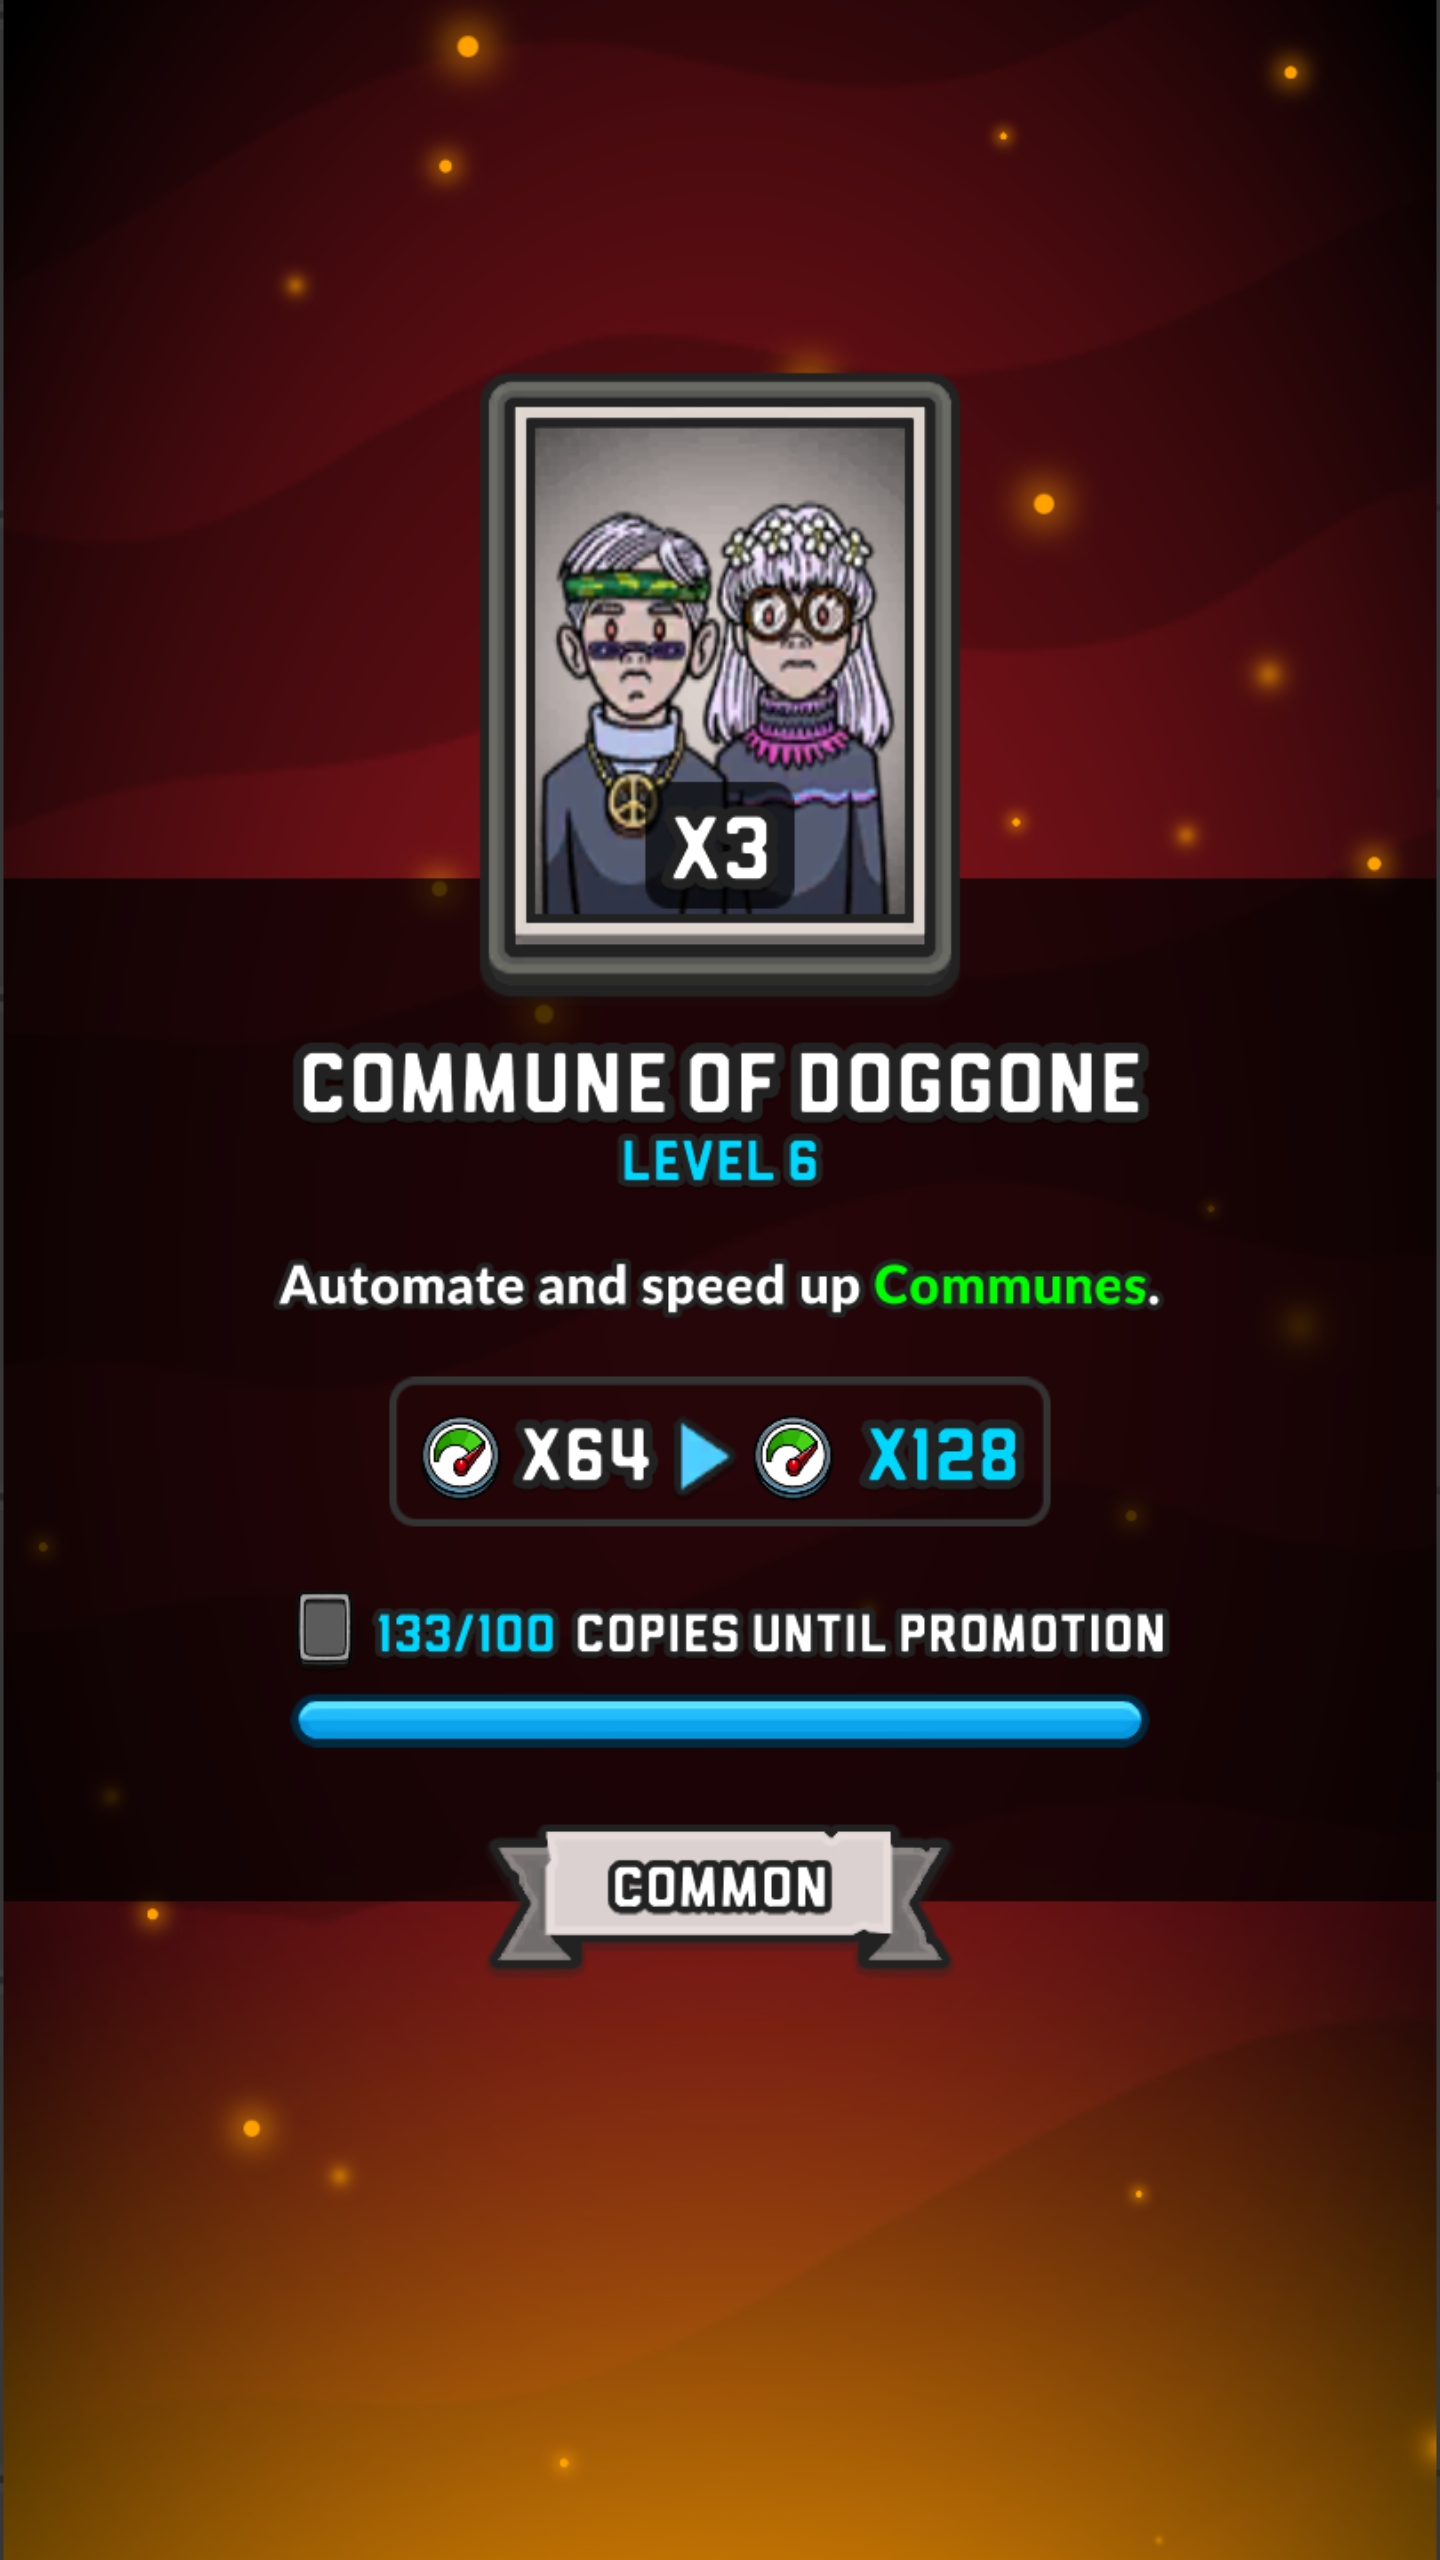 X3
COMMUNE OF DOGGONE
LEVEL 6
Automate and speed up Communes.
X64 X128
133/100 COPIES UNTIL PROMOTION
COMMON